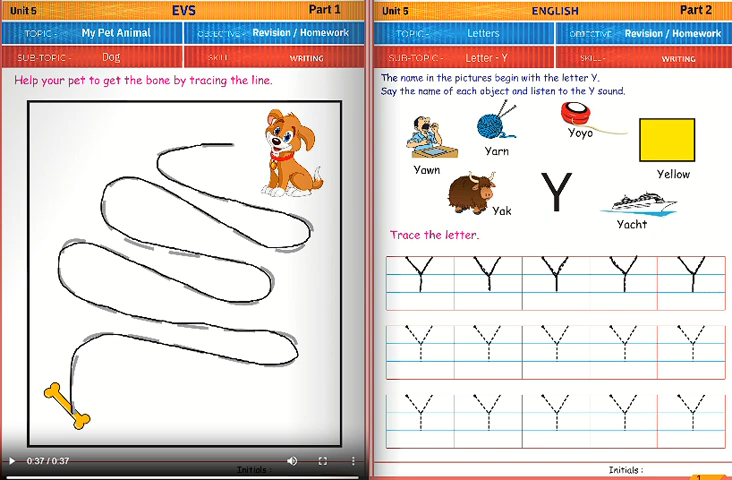 Unit 5 EVS Part 1
TOPIC - My Pet Animal OBJECTIVE - Revision / Homework
SUB-TOPIC - Dog SKILL WRITING
Help your pet to get the bone by tracing the line.
0:37 / 0:37
Initials :
Unit 5 ENGLISH Part 2
TOPIC - Letters OBJECTIVE - Revision / Homework
SUB-TOPIC - Letter - Y SKILL - WRITING
The name in the pictures begin with the letter Y.
Say the name of each object and listen to the Y sound.
Yawn
Yarn
Yoyo
Yellow
Yak
Y
Yacht
Trace the letter.
Y Y Y Y Y
Y Y Y Y Y
Y Y Y Y Y
Initials :
1